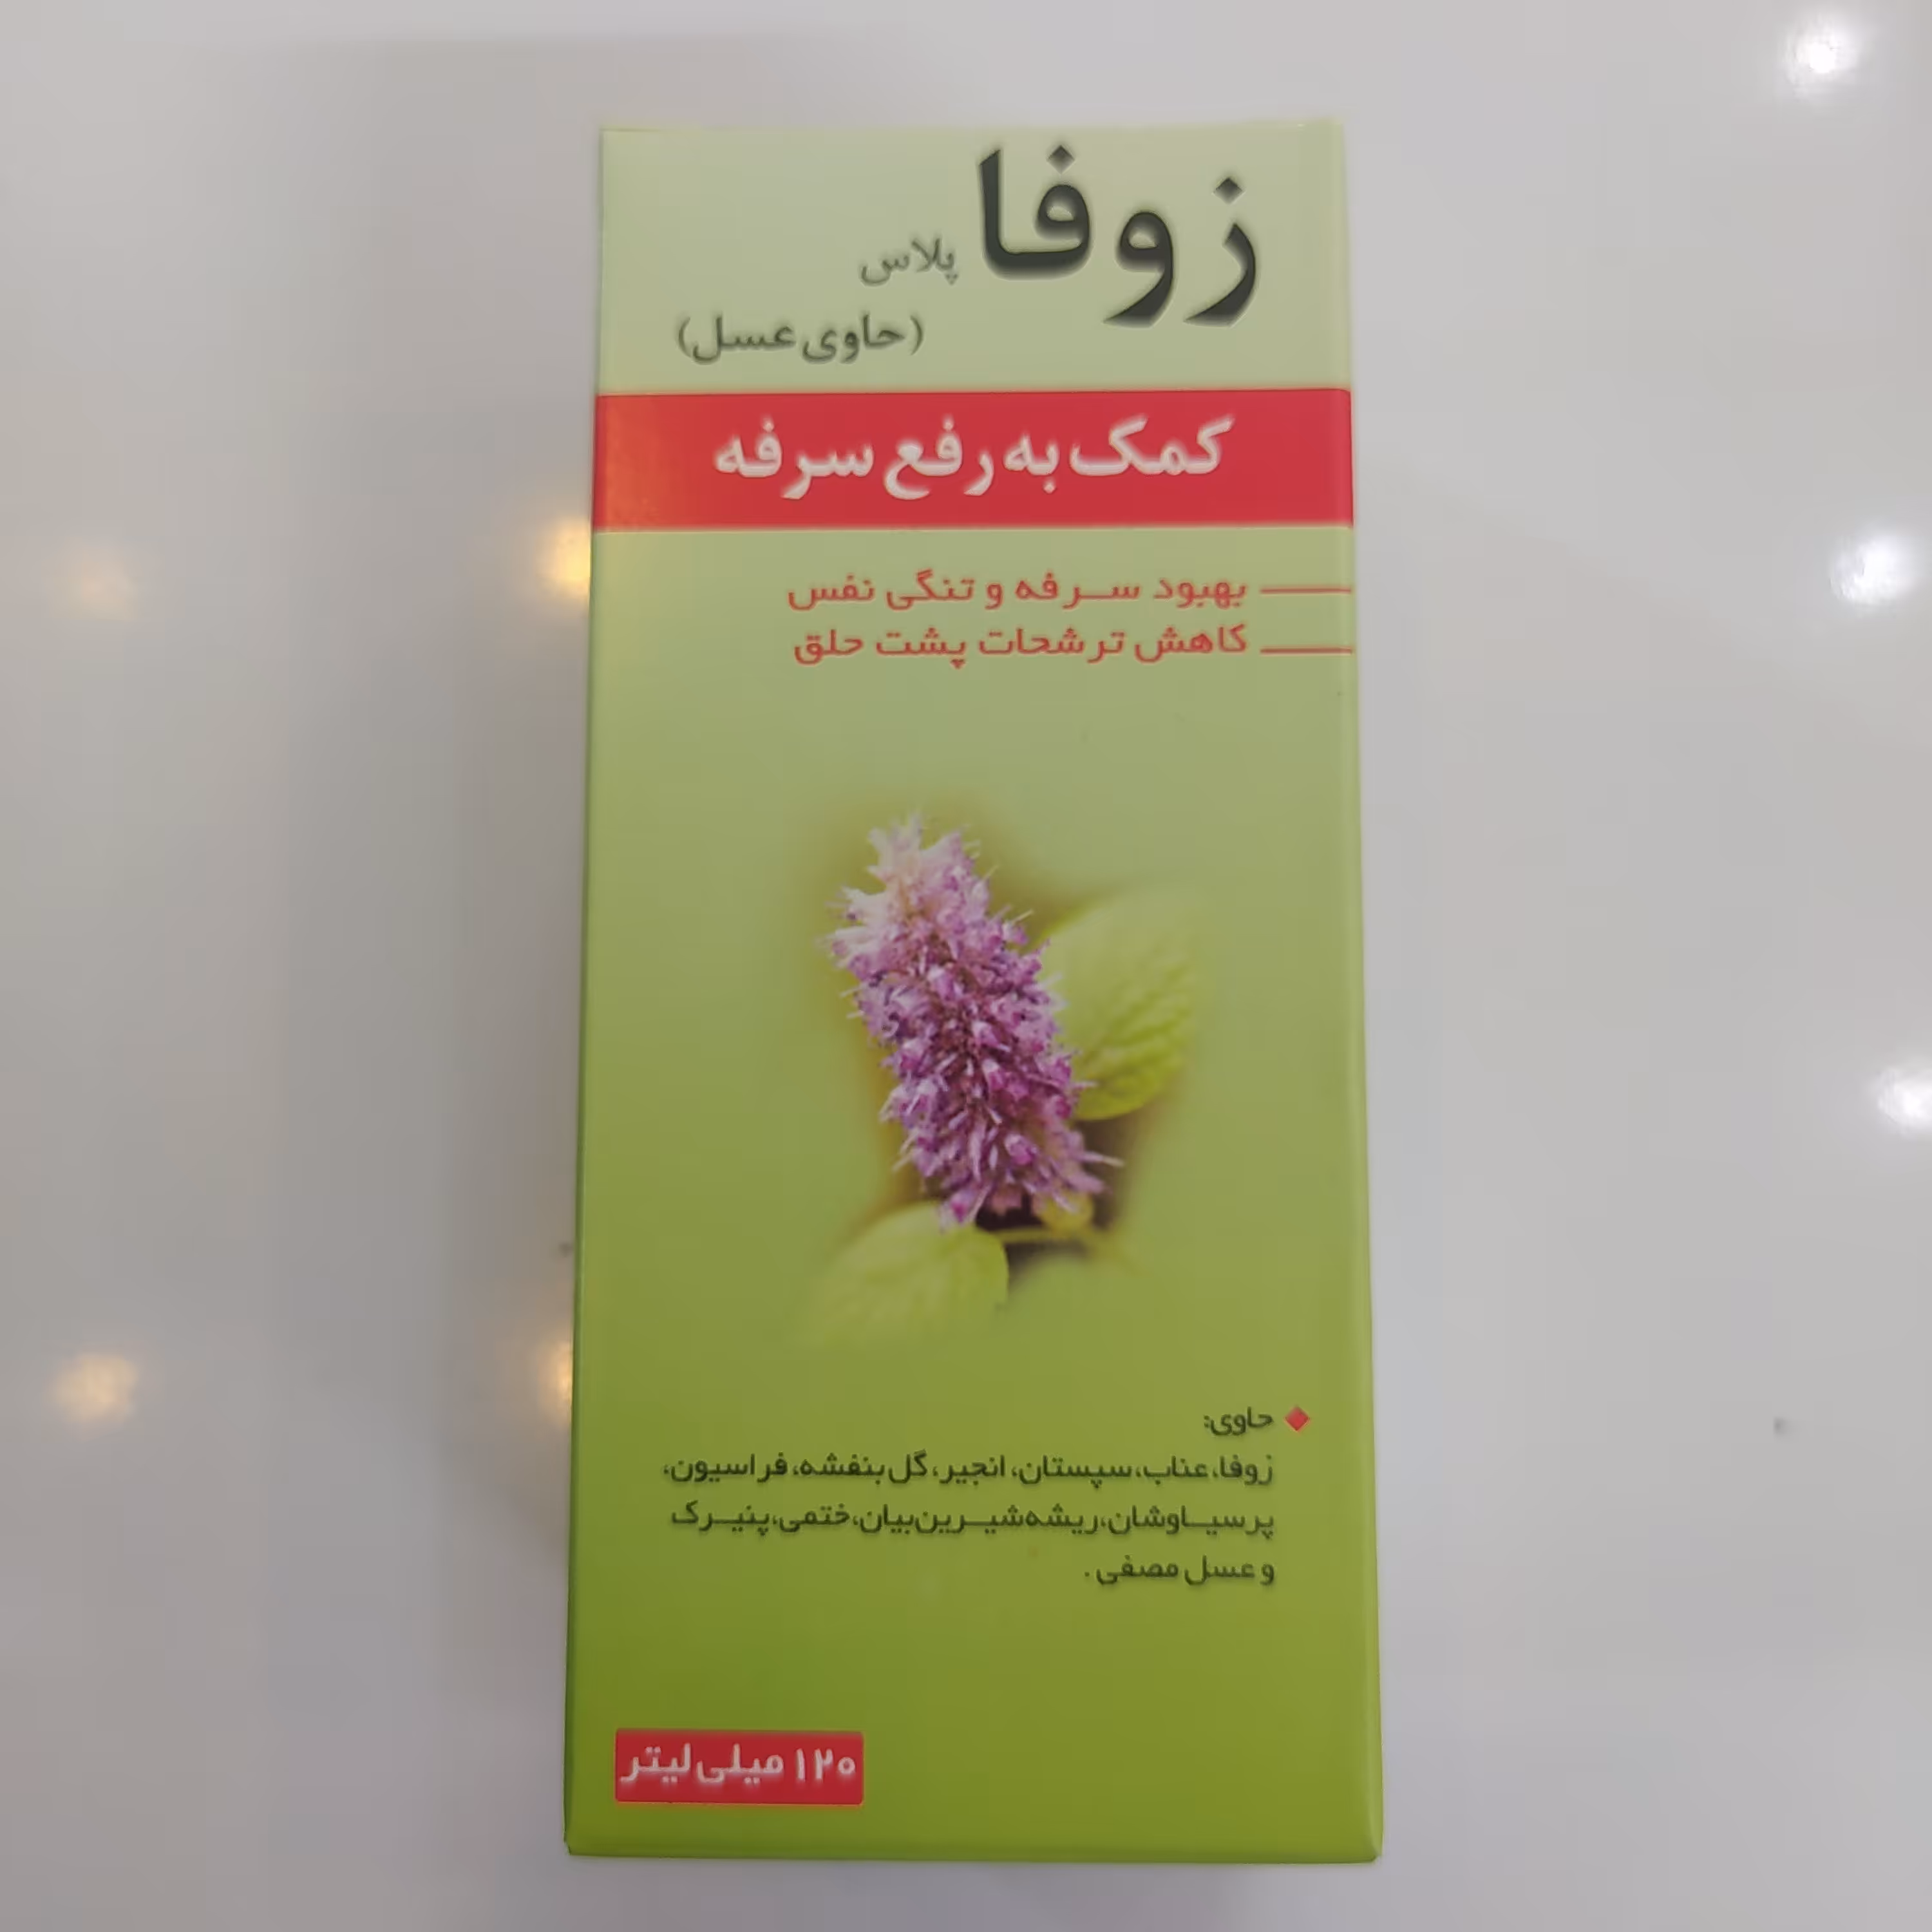 زوفا پلاس
(حاوی عسل)
کمک به رفع سرفه
بهبود سرفه و تنگی نفس
کاهش ترشحات پشت حلق
حاوی:
زوفا، عناب، سپستان، انجیر، گل بنفشه، فراسیون،
پرسیاوشان، ریشه شیرین بیان، ختمی، پنیرک
و عسل مصفی .
۱۲۰ میلی لیتر